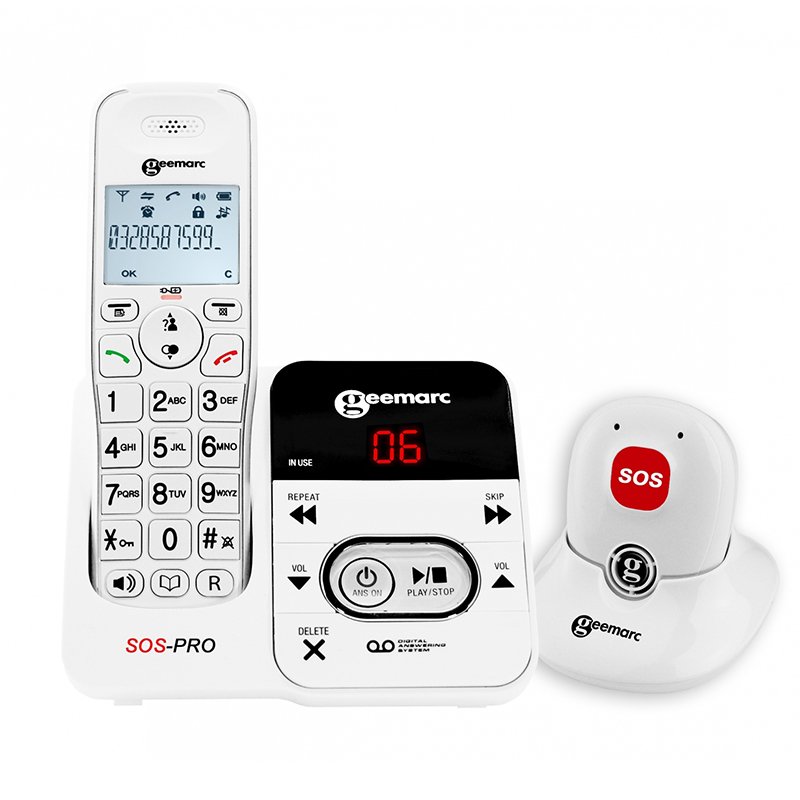 geemarc
0328587599_
OK C
1 2ABC 3DEF
4GHI 5JKL 6MNO
7PQRS 8TUV 9WXYZ
* 0 #
R
SOS-PRO
geemarc
06
IN USE
REPEAT SKIP
VOL VOL
ANS ON PLAY/STOP
DELETE
DIGITAL
ANSWERING
SYSTEM
SOS
g
geemarc